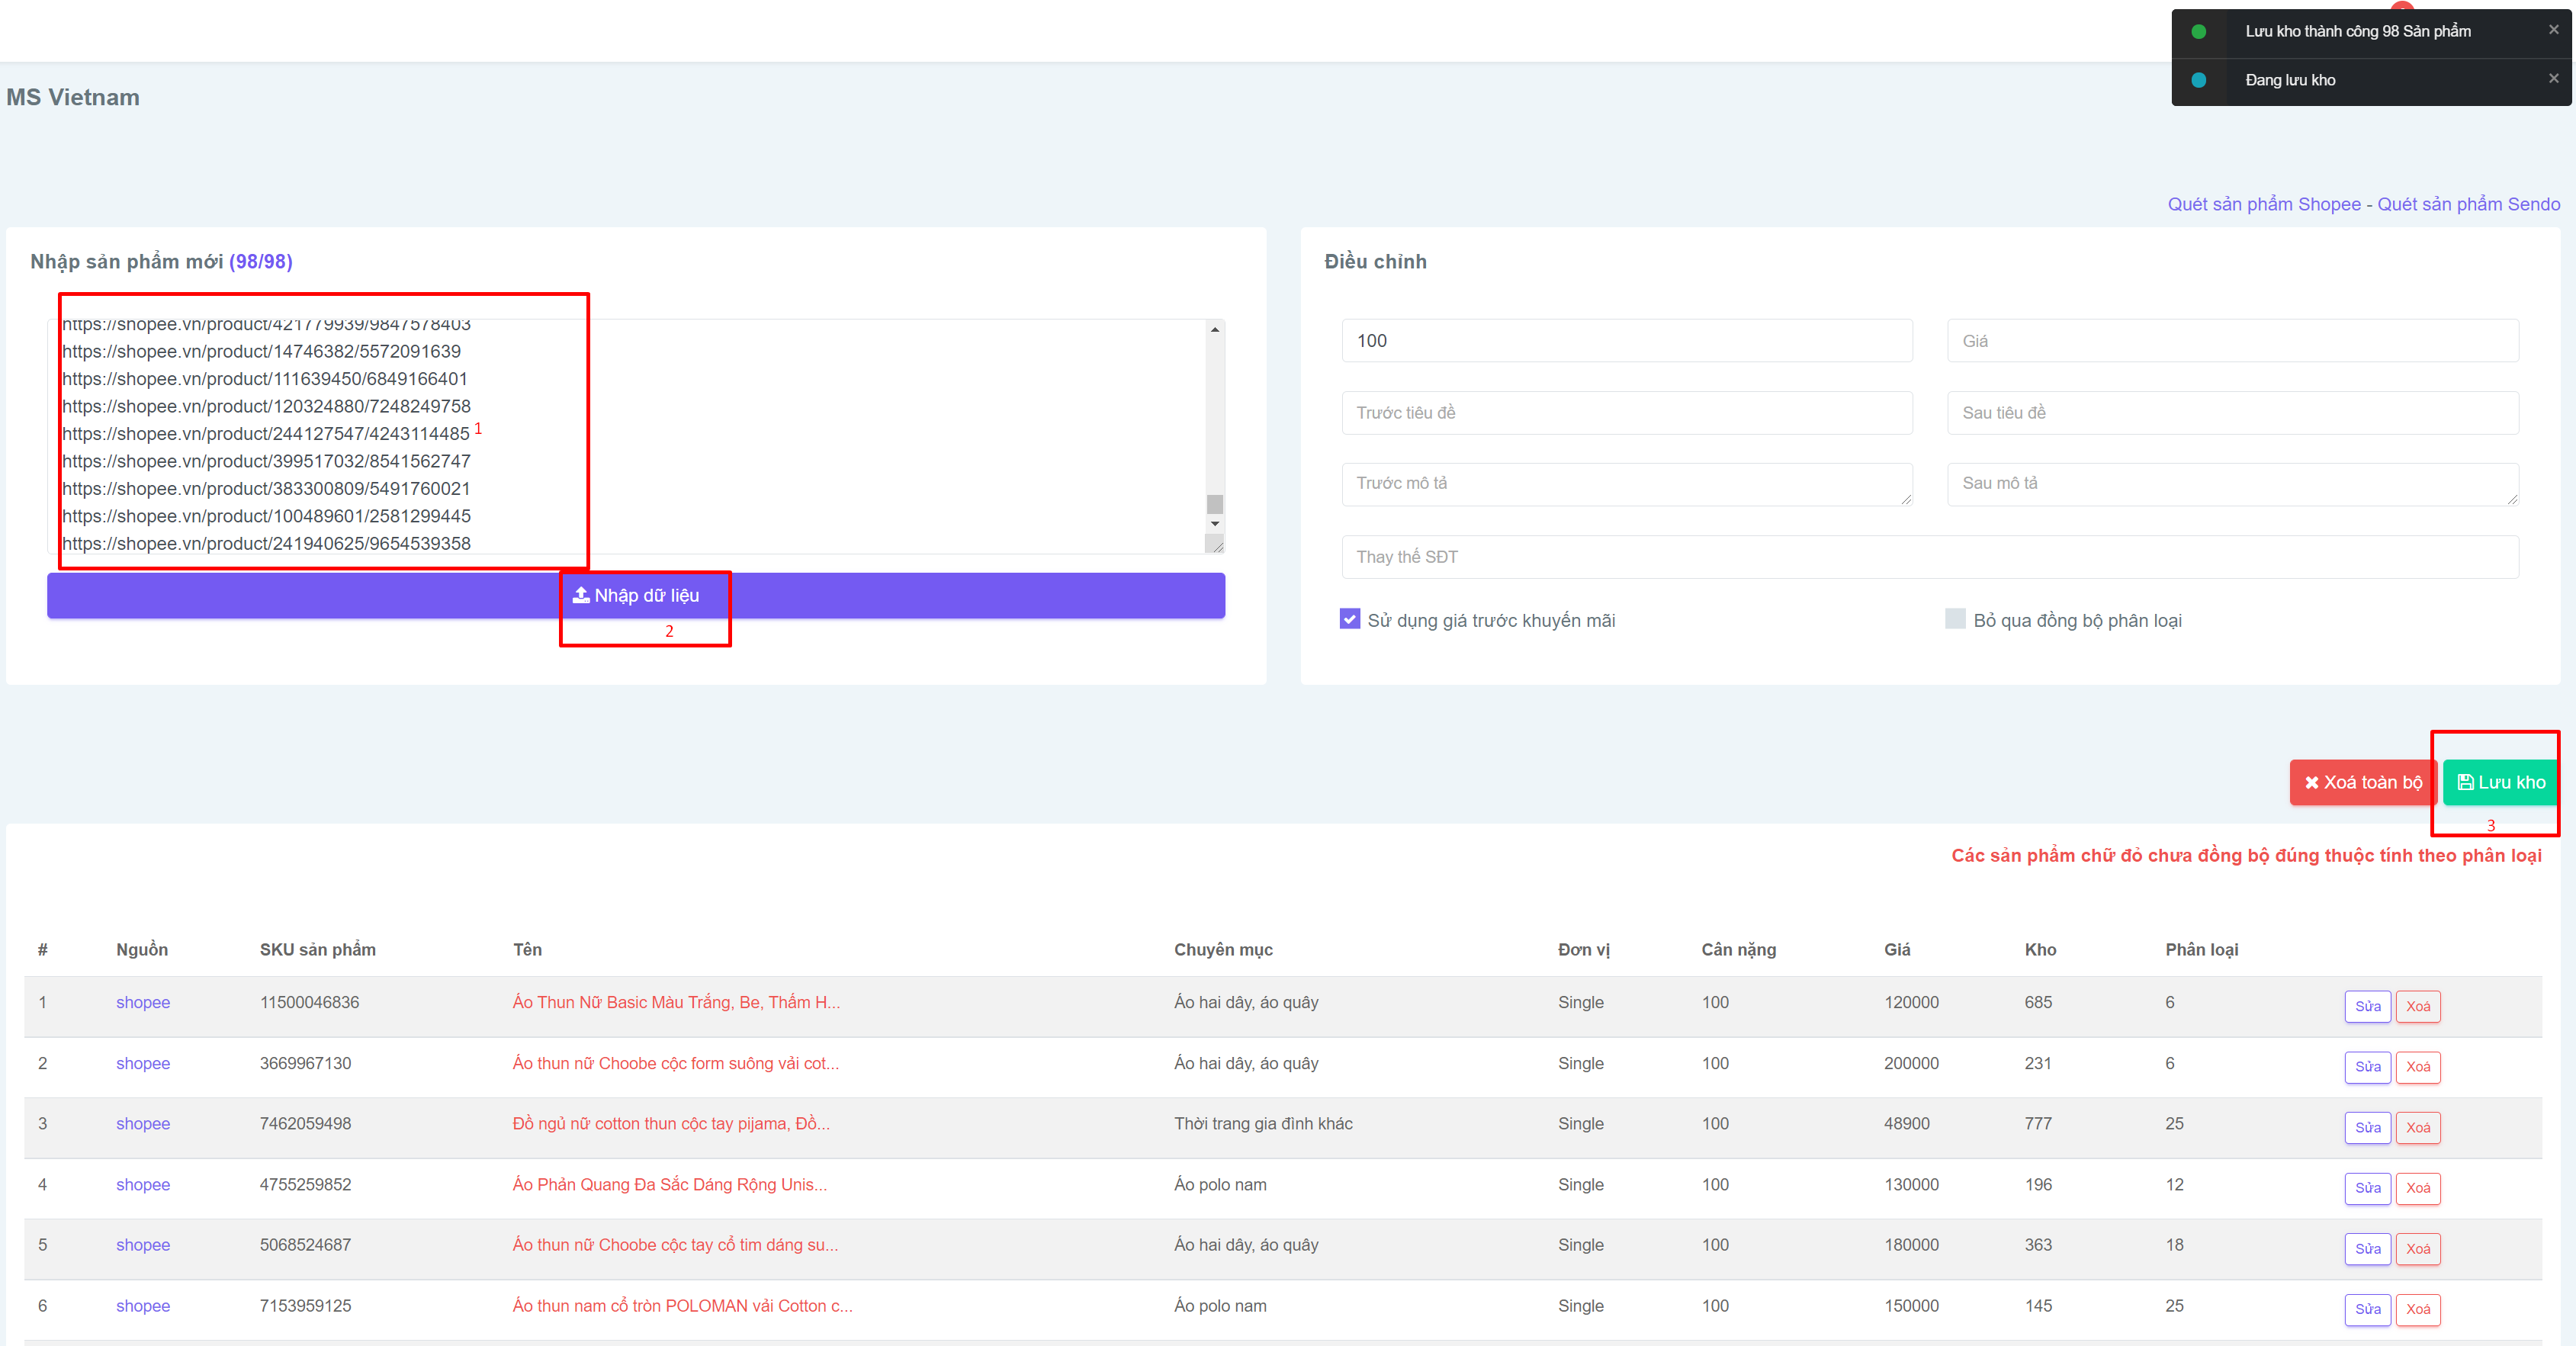 Lưu kho thành công 98 Sản phẩm ×
Đang lưu kho ×
MS Vietnam
Quét sản phẩm Shopee - Quét sản phẩm Sendo
Nhập sản phẩm mới (98/98)
https://shopee.vn/product/421779939/9847578403
https://shopee.vn/product/14746382/5572091639
https://shopee.vn/product/111639450/6849166401
https://shopee.vn/product/120324880/7248249758
https://shopee.vn/product/244127547/4243114485 1
https://shopee.vn/product/399517032/8541562747
https://shopee.vn/product/383300809/5491760021
https://shopee.vn/product/100489601/2581299445
https://shopee.vn/product/241940625/9654539358
Nhập dữ liệu
2
Điều chỉnh
100 Giá
Trước tiêu đề Sau tiêu đề
Trước mô tả Sau mô tả
Thay thế SĐT
Sử dụng giá trước khuyến mãi Bỏ qua đồng bộ phân loại
Xoá toàn bộ Lưu kho
3
Các sản phẩm chữ đỏ chưa đồng bộ đúng thuộc tính theo phân loại
# Nguồn SKU sản phẩm Tên Chuyên mục Đơn vị Cân nặng Giá Kho Phân loại
1 shopee 11500046836 Áo Thun Nữ Basic Màu Trắng, Be, Thấm H... Áo hai dây, áo quây Single 100 120000 685 6 Sửa Xoá
2 shopee 3669967130 Áo thun nữ Choobe cộc form suông vải cot... Áo hai dây, áo quây Single 100 200000 231 6 Sửa Xoá
3 shopee 7462059498 Đồ ngủ nữ cotton thun cộc tay pijama, Đồ... Thời trang gia đình khác Single 100 48900 777 25 Sửa Xoá
4 shopee 4755259852 Áo Phản Quang Đa Sắc Dáng Rộng Unis... Áo polo nam Single 100 130000 196 12 Sửa Xoá
5 shopee 5068524687 Áo thun nữ Choobe cộc tay cổ tim dáng su... Áo hai dây, áo quây Single 100 180000 363 18 Sửa Xoá
6 shopee 7153959125 Áo thun nam cổ tròn POLOMAN vải Cotton c... Áo polo nam Single 100 150000 145 25 Sửa Xoá